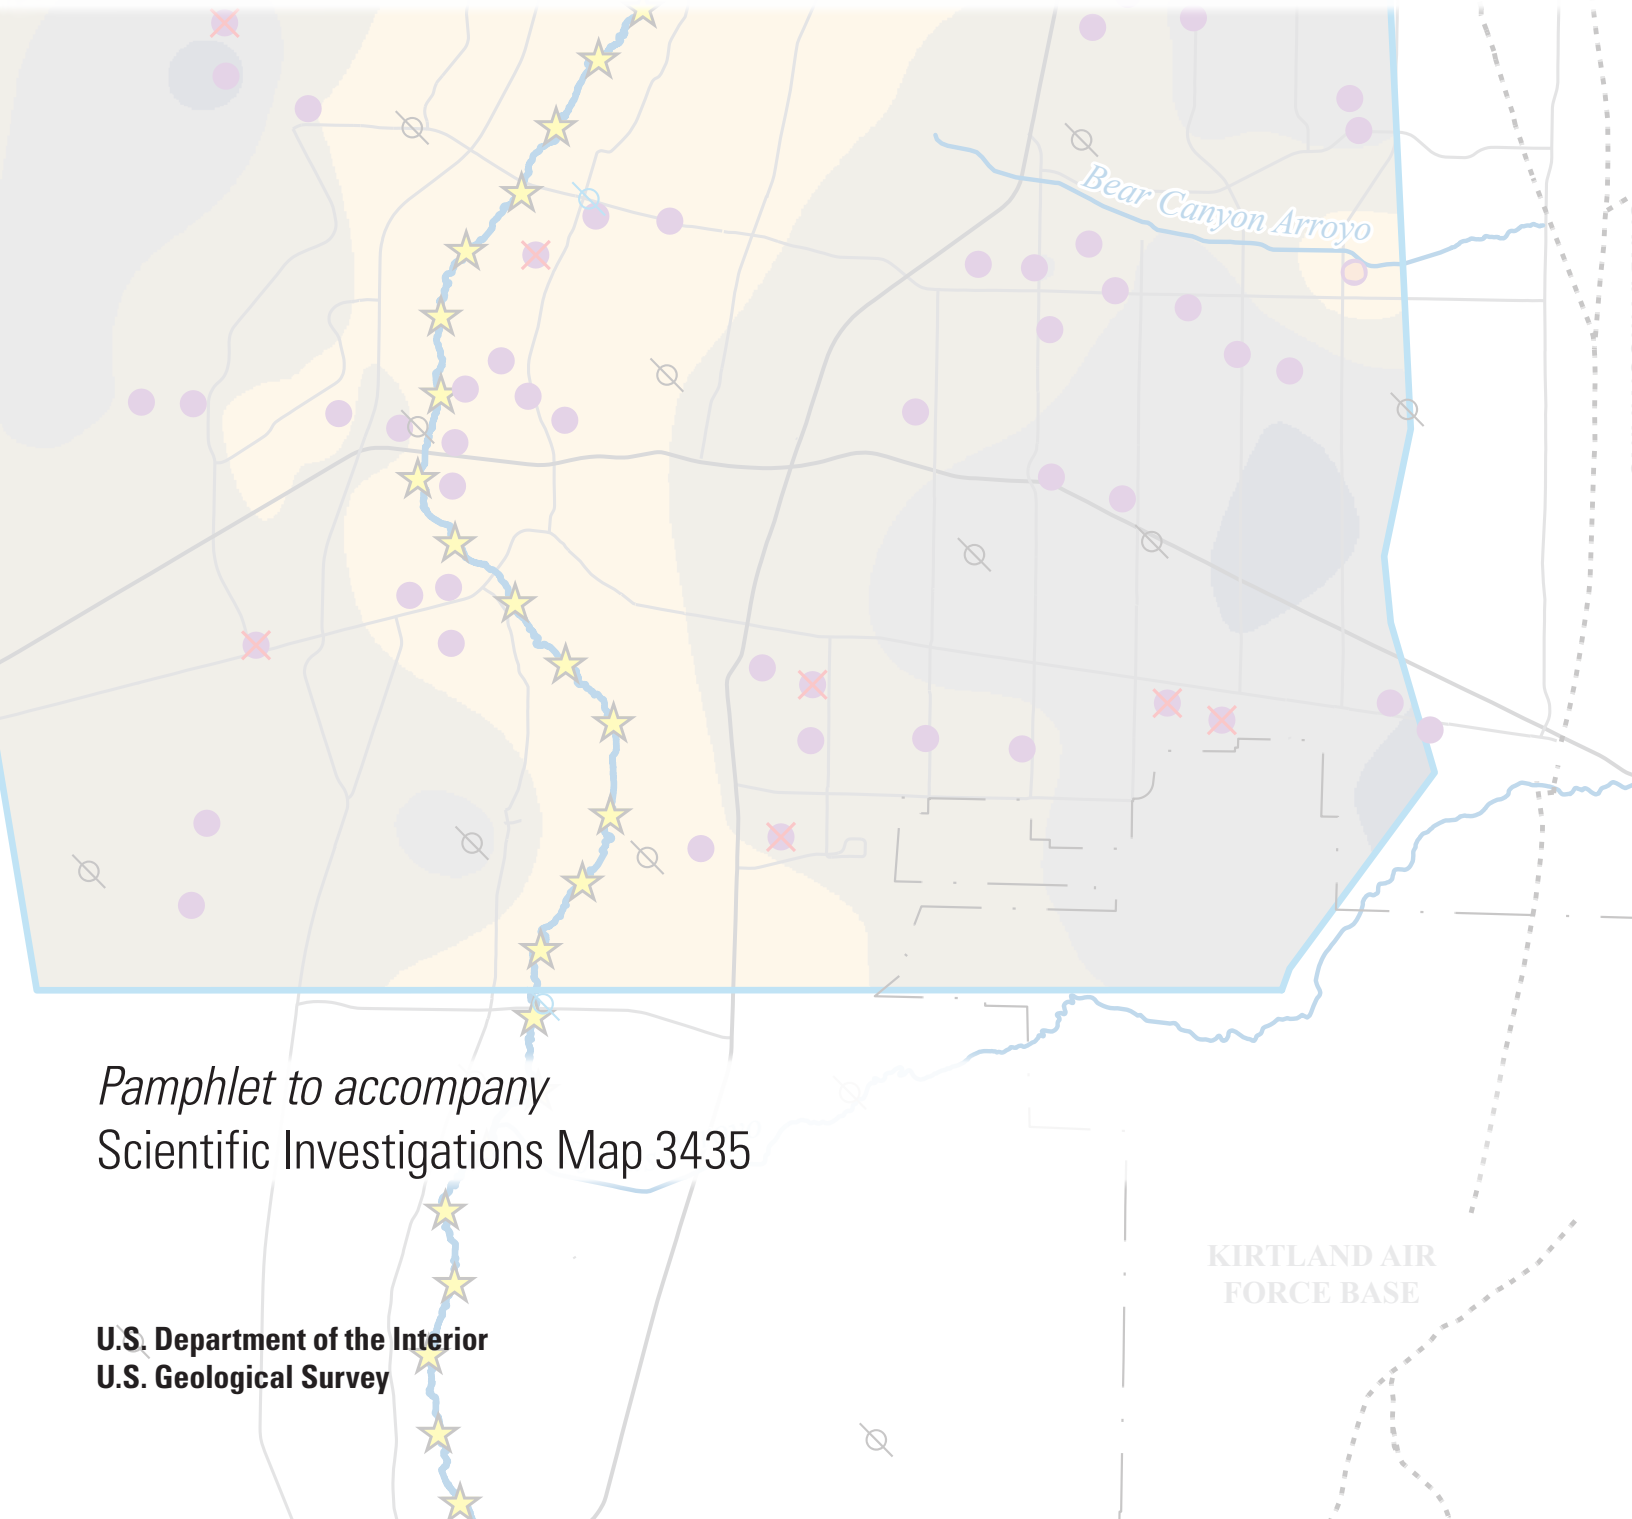 Bear Canyon Arroyo
Pamphlet to accompany
Scientific Investigations Map 3435
KIRTLAND AIR
FORCE BASE
U.S. Department of the Interior
U.S. Geological Survey